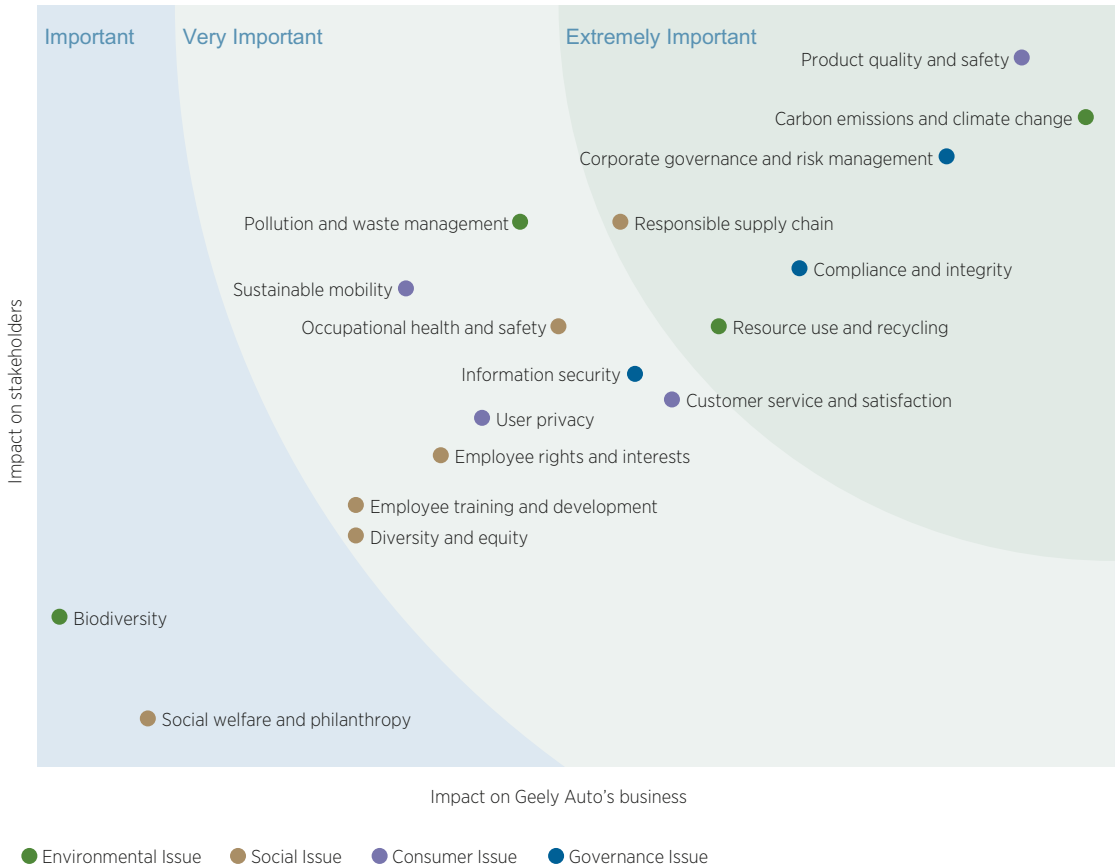 Important
Very Important
Extremely Important
Product quality and safety
Carbon emissions and climate change
Corporate governance and risk management
Pollution and waste management
Responsible supply chain
Compliance and integrity
Sustainable mobility
Occupational health and safety
Resource use and recycling
Information security
Customer service and satisfaction
User privacy
Employee rights and interests
Employee training and development
Diversity and equity
Biodiversity
Social welfare and philanthropy
Impact on stakeholders
Impact on Geely Auto’s business
Environmental Issue
Social Issue
Consumer Issue
Governance Issue